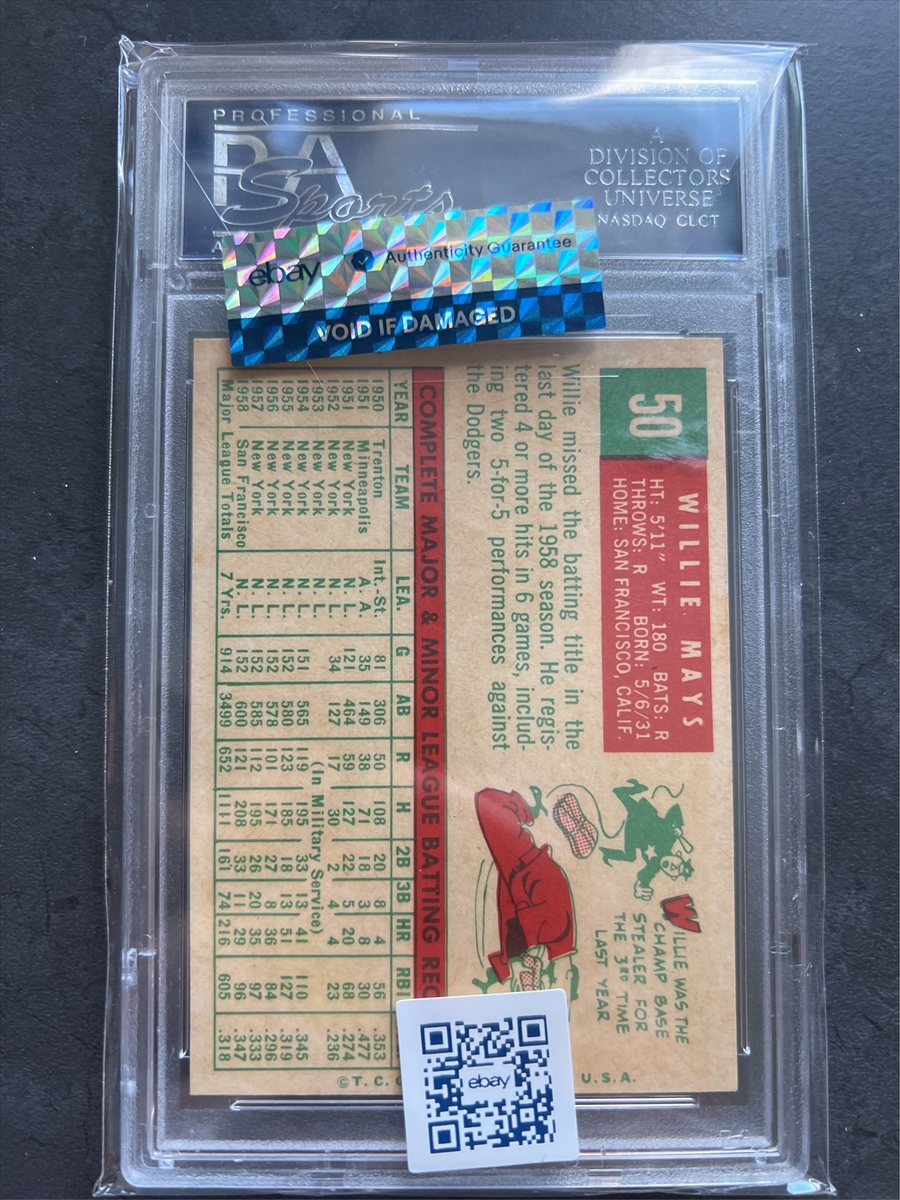 PROFESSIONAL
PSA
Sports
A
DIVISION OF
COLLECTORS
UNIVERSE
NASDAQ CLCT
ebay Authenticity Guarantee
VOID IF DAMAGED
50
WILLIE MAYS
HT: 5'11" WT: 180 BATS: R
THROWS: R BORN: 5/6/31
HOME: SAN FRANCISCO, CALIF.
Willie missed the batting title in the
last day of the 1958 season. He regis-
tered 4 or more hits in 6 games, includ-
ing two 5-for-5 performances against
the Dodgers.
WILLIE WAS THE
CHAMP BASE
STEALER FOR
THE 3RD TIME
LAST YEAR
COMPLETE MAJOR & MINOR LEAGUE BATTING REC
YEAR TEAM LEA. G AB R H 2B 3B HR RBI
1950 Trenton Int.-St. 81 306 50 108 20 8 4 56 .353
1951 Minneapolis A. A. 35 149 38 71 18 3 8 30 .477
1951 New York N. L. 121 464 59 127 22 5 20 68 .274
1952 New York N. L. 34 127 17 30 2 4 4 23 .236
1953 New York N. L. (In Military Service)
1954 New York N. L. 151 565 119 195 33 13 41 110 .345
1955 New York N. L. 152 580 123 185 18 13 51 127 .319
1956 New York N. L. 152 578 101 171 27 8 36 84 .296
1957 New York N. L. 152 585 112 195 26 20 35 97 .333
1958 San Francisco N. L. 152 600 121 208 33 11 29 96 .347
Major League Totals 7 Yrs. 914 3499 652 1111 161 74 216 605 .318
©T. C. U.S.A.
ebay